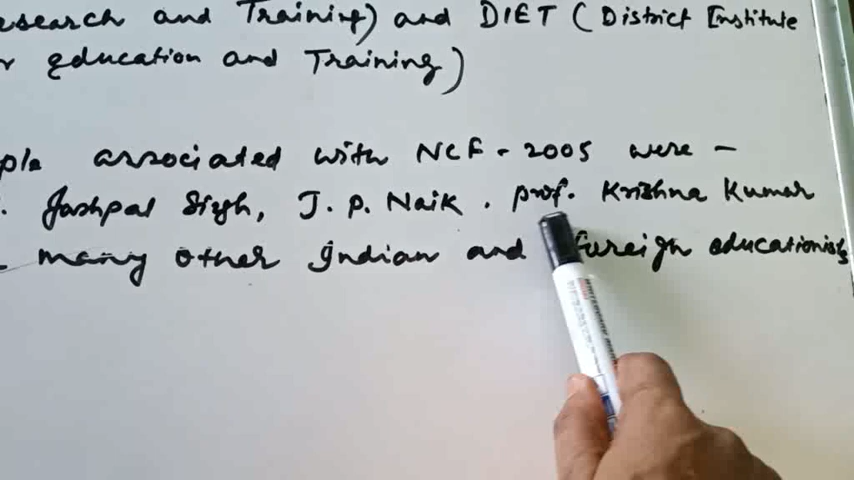 esearch and Training) and DIET (District Institute
r education and Training)
ple associated with NCF - 2005 were -
. Jashpal Singh, J. P. Naik . prof. Krishna Kumar
many other Indian and foreign educationists